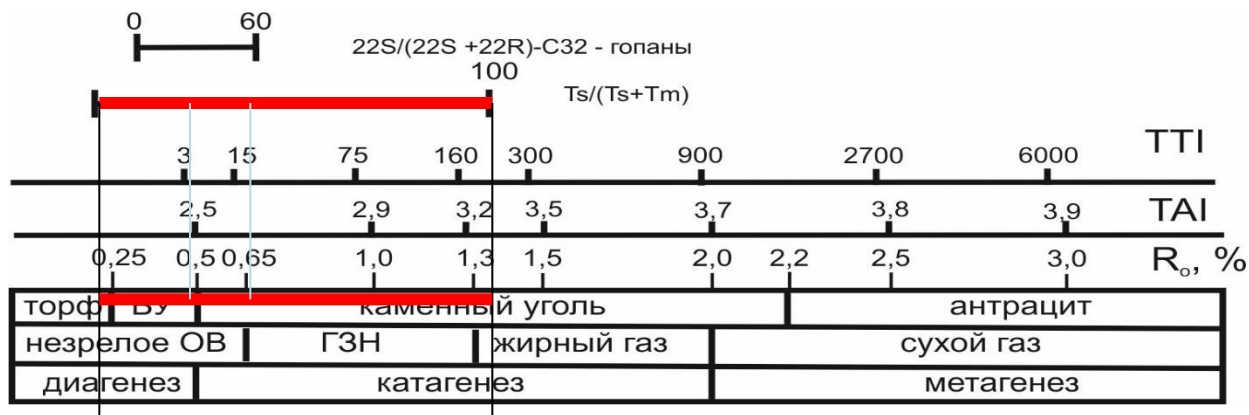 0 60
22S/(22S +22R)-C32 - гопаны
100
Ts/(Ts+Tm)
3 15 75 160 300 900 2700 6000 TTI
2,5 2,9 3,2 3,5 3,7 3,8 3,9 TAI
0,25 0,5 0,65 1,0 1,3 1,5 2,0 2,2 2,5 3,0 Ro, %
торф БУ каменный уголь антрацит
незрелое ОВ ГЗН жирный газ сухой газ
диагенез катагенез метагенез